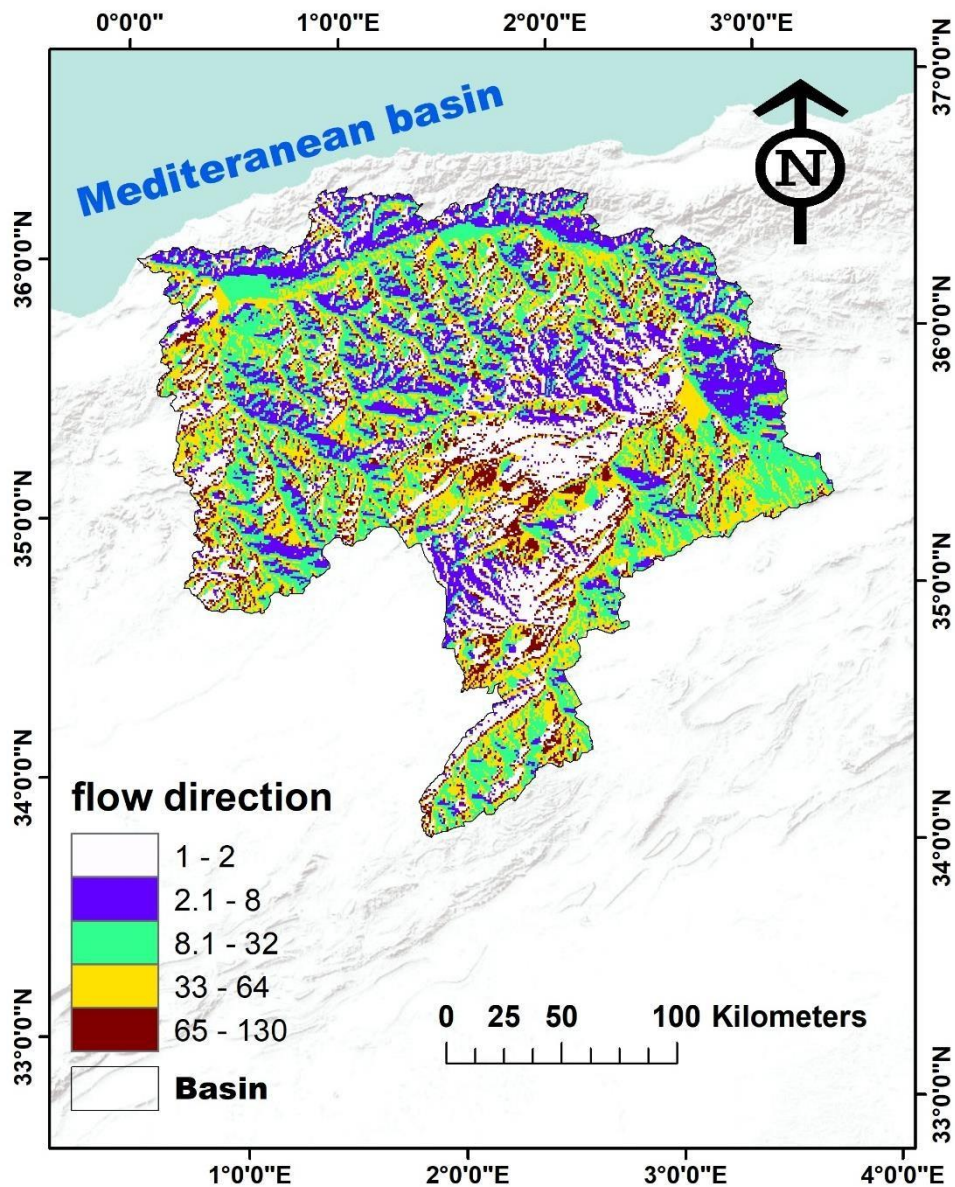 0°0'0" 1°0'0"E 2°0'0"E 3°0'0"E
37°0'0"N
Mediteranean basin
N
36°0'0"N
36°0'0"N
35°0'0"N
35°0'0"N
34°0'0"N
34°0'0"N
flow direction
1 - 2
2.1 - 8
8.1 - 32
33 - 64
65 - 130
Basin
0 25 50 100 Kilometers
33°0'0"N
33°0'0"N
1°0'0"E 2°0'0"E 3°0'0"E 4°0'0"E